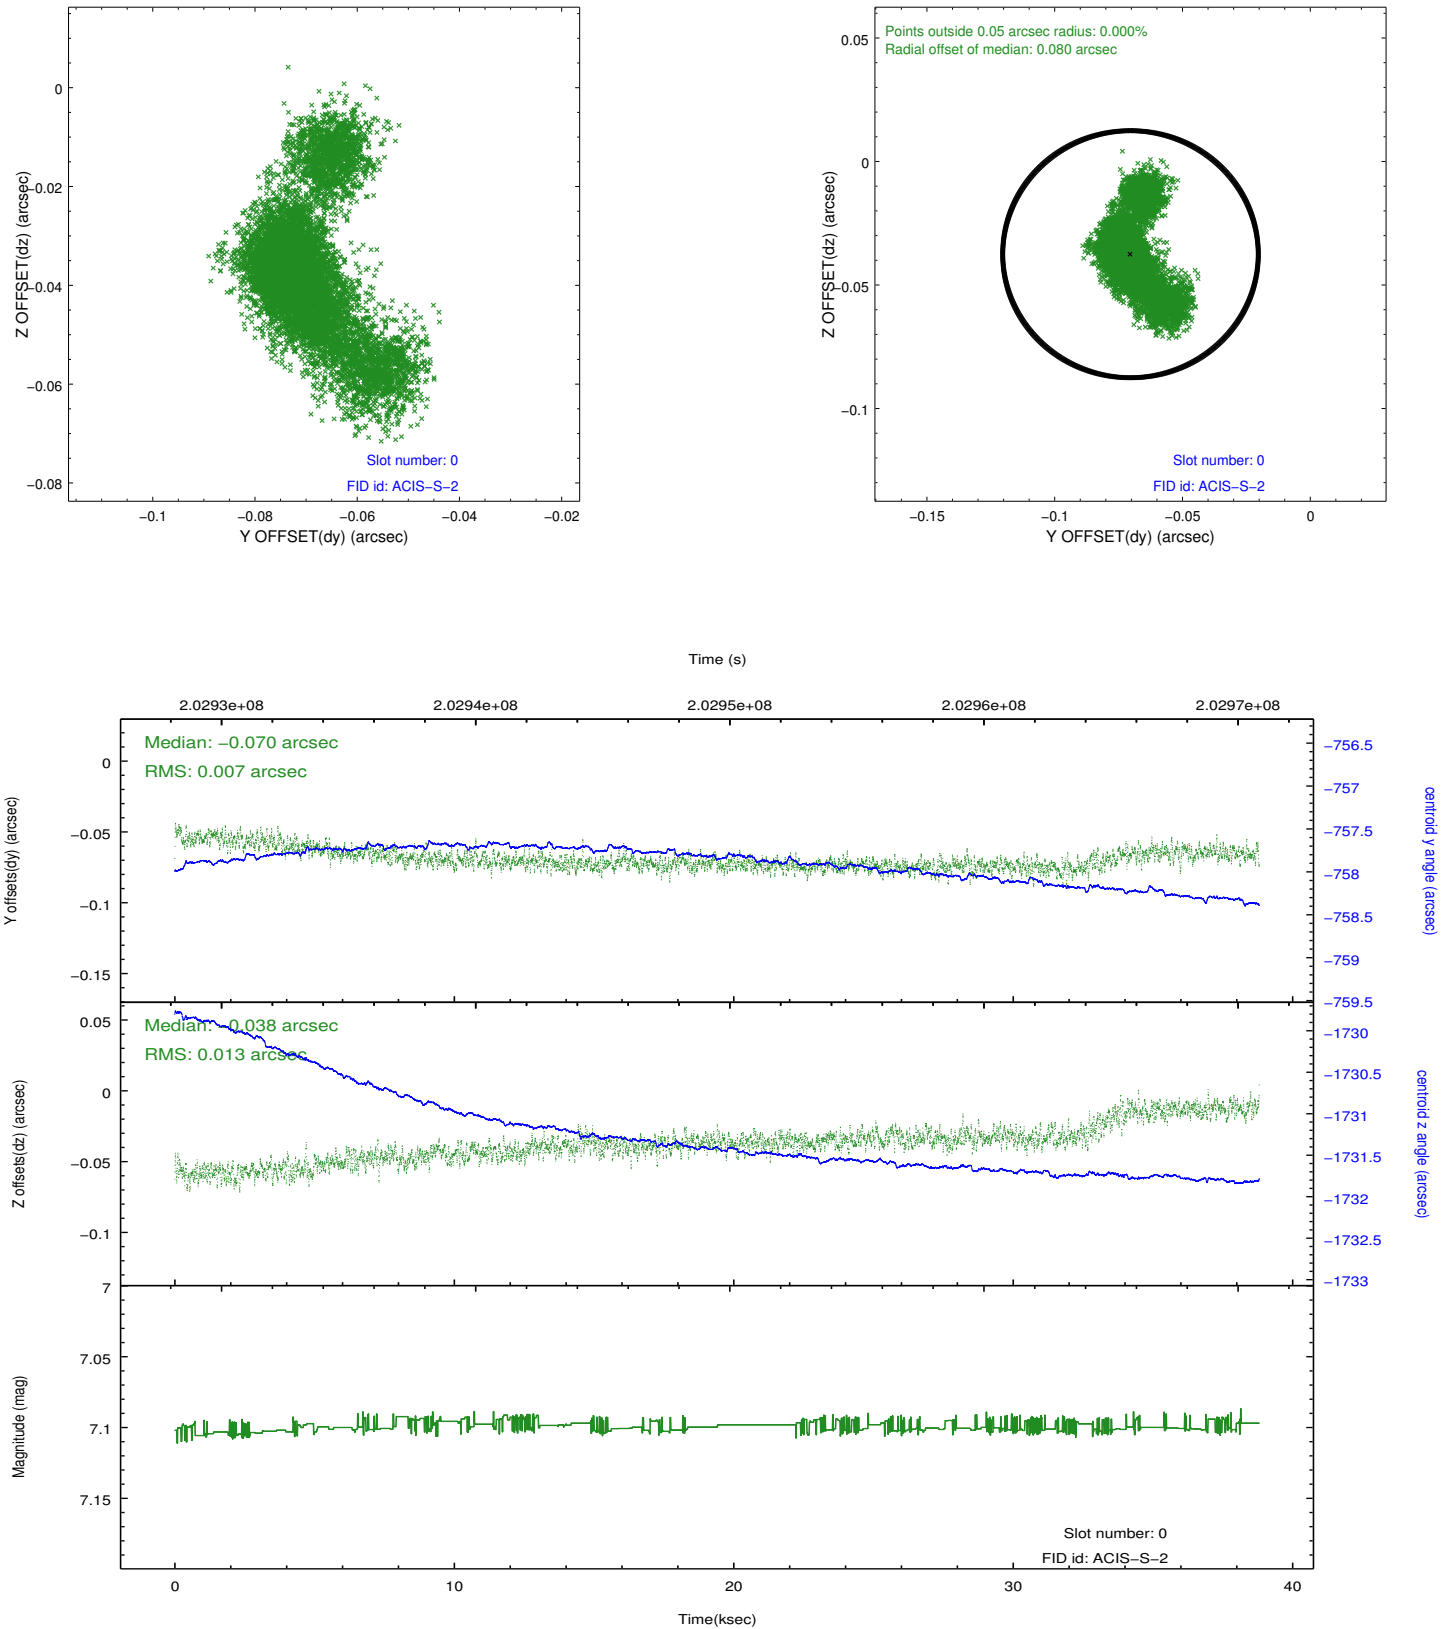 0
−0.02
−0.04
−0.06
−0.08
Z OFFSET(dz) (arcsec)
Slot number: 0
FID id: ACIS−S−2
−0.1
−0.08
−0.06
−0.04
−0.02
Y OFFSET(dy) (arcsec)
Points outside 0.05 arcsec radius: 0.000%
Radial offset of median: 0.080 arcsec
0.05
0
−0.05
−0.1
Z OFFSET(dz) (arcsec)
Slot number: 0
FID id: ACIS−S−2
−0.15
−0.1
−0.05
0
Y OFFSET(dy) (arcsec)
Time (s)
2.0293e+08
2.0294e+08
2.0295e+08
2.0296e+08
2.0297e+08
Median: −0.070 arcsec
RMS: 0.007 arcsec
0
−0.05
−0.1
−0.15
Y offsets(dy) (arcsec)
−756.5
−757
−757.5
−758
−758.5
−759
−759.5
centroid y angle (arcsec)
Median: −0.038 arcsec
RMS: 0.013 arcsec
0.05
0
−0.05
−0.1
Z offsets(dz) (arcsec)
−1730
−1730.5
−1731
−1731.5
−1732
−1732.5
−1733
centroid z angle (arcsec)
7
7.05
7.1
7.15
Magnitude (mag)
Slot number: 0
FID id: ACIS−S−2
0
10
20
30
40
Time(ksec)